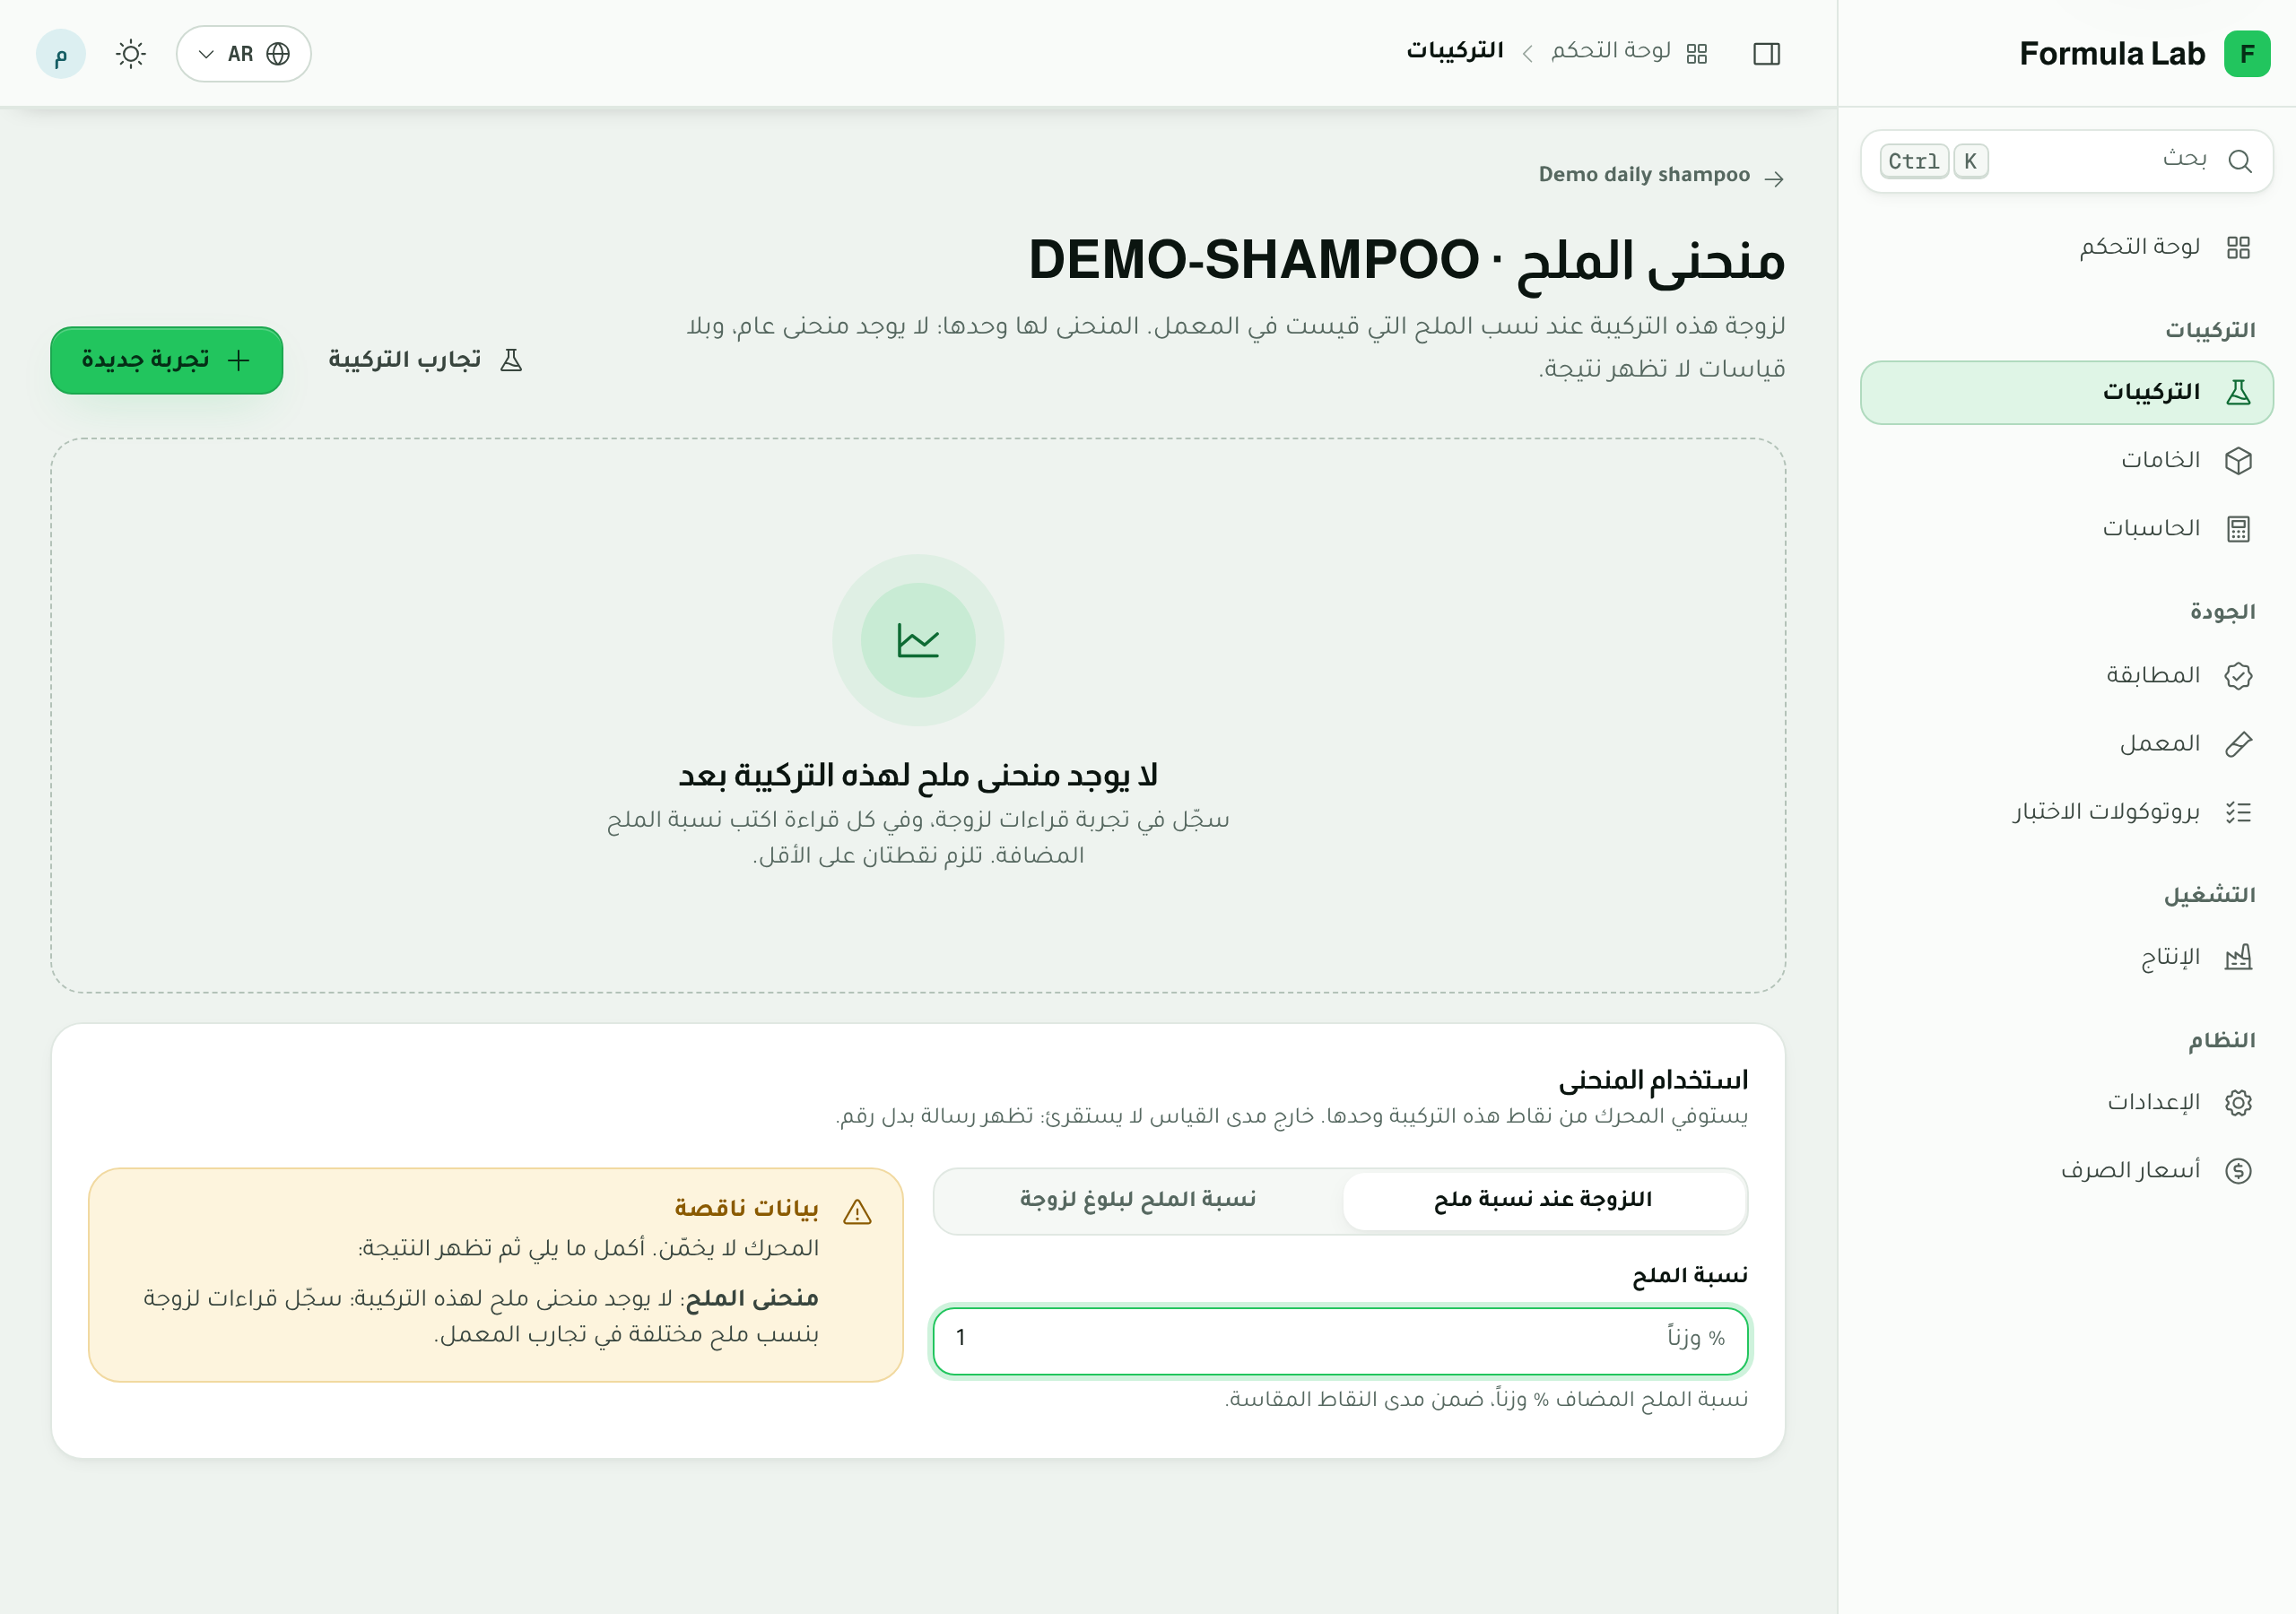 F
Formula Lab
بحث
Ctrl K
لوحة التحكم
التركيبات
التركيبات
الخامات
الحاسبات
الجودة
المطابقة
المعمل
بروتوكولات الاختبار
التشغيل
الإنتاج
النظام
الإعدادات
أسعار الصرف
لوحة التحكم
التركيبات
AR
م
Demo daily shampoo
منحنى الملح · DEMO-SHAMPOO
لزوجة هذه التركيبة عند نسب الملح التي قيست في المعمل. المنحنى لها وحدها: لا يوجد منحنى عام، وبلا
قياسات لا تظهر نتيجة.
تجارب التركيبة
تجربة جديدة
لا يوجد منحنى ملح لهذه التركيبة بعد
سجّل في تجربة قراءات لزوجة، وفي كل قراءة اكتب نسبة الملح
المضافة. تلزم نقطتان على الأقل.
استخدام المنحنى
يستوفي المحرك من نقاط هذه التركيبة وحدها. خارج مدى القياس لا يستقرئ: تظهر رسالة بدل رقم.
اللزوجة عند نسبة ملح
نسبة الملح لبلوغ لزوجة
نسبة الملح
% وزناً
1
نسبة الملح المضاف % وزناً، ضمن مدى النقاط المقاسة.
بيانات ناقصة
المحرك لا يخمّن. أكمل ما يلي ثم تظهر النتيجة:
منحنى الملح: لا يوجد منحنى ملح لهذه التركيبة: سجّل قراءات لزوجة
بنسب ملح مختلفة في تجارب المعمل.